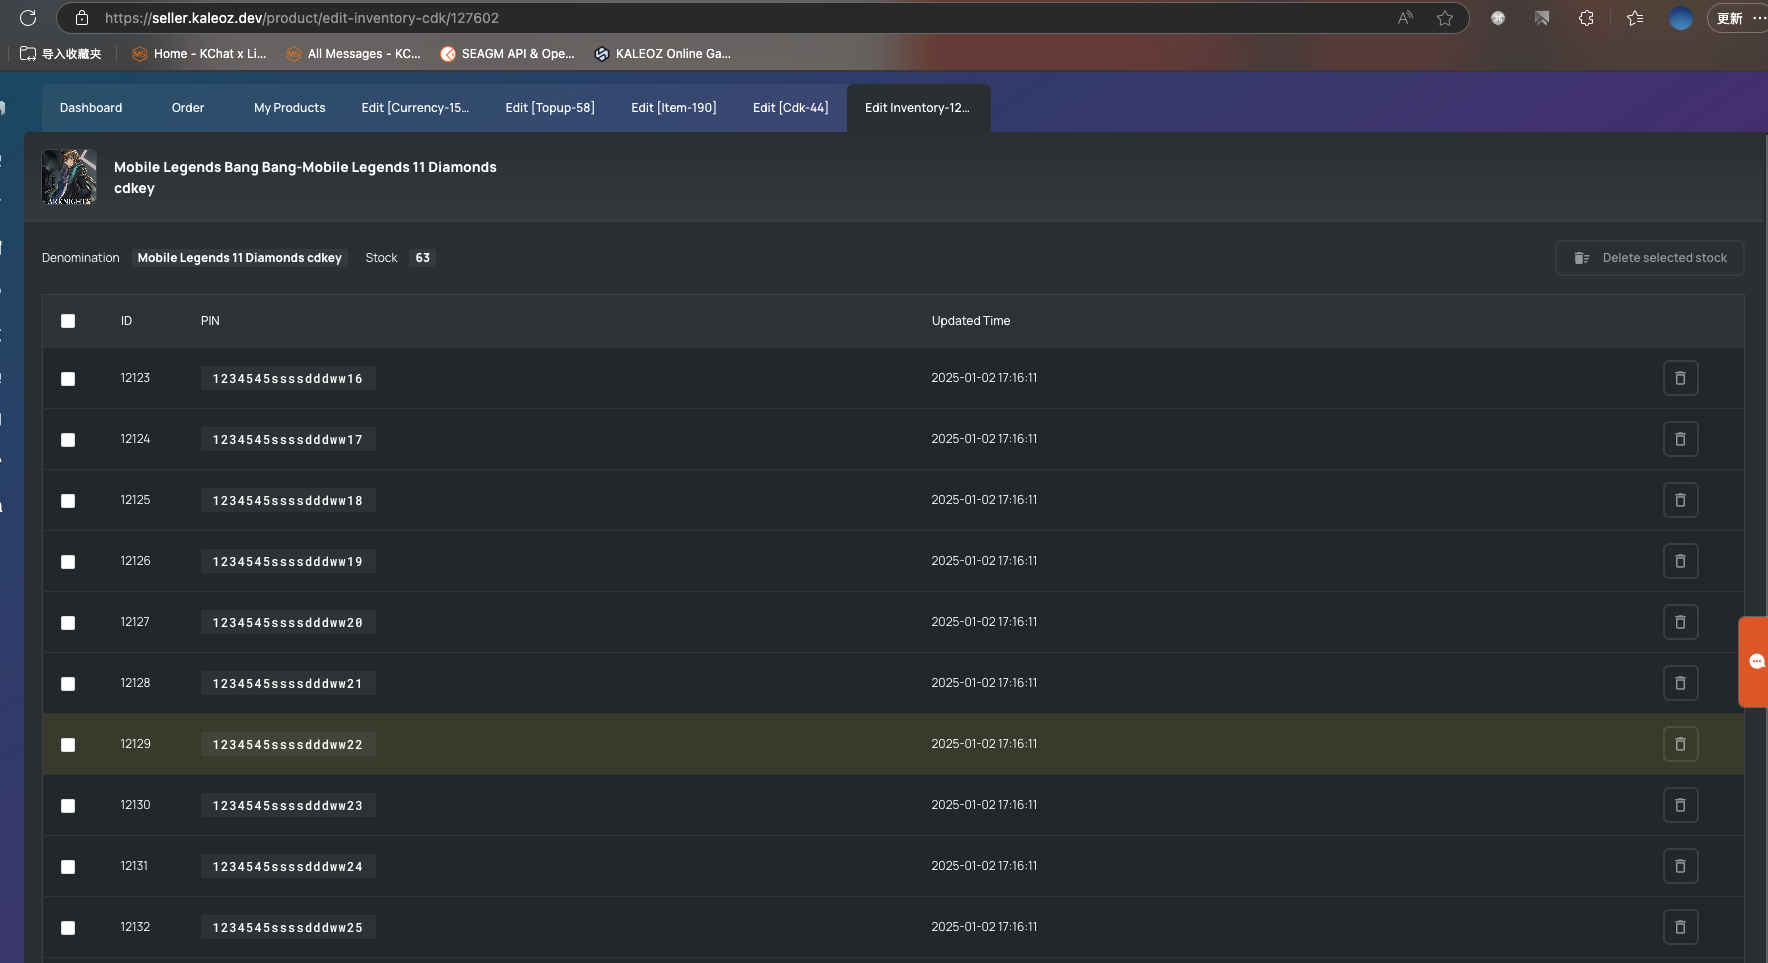 https://seller.kaleoz.dev/product/edit-inventory-cdk/127602
更新
导入收藏夹
Home - KChat x Li...
All Messages - KC...
SEAGM API & Ope...
KALEOZ Online Ga...
Dashboard
Order
My Products
Edit [Currency-15...
Edit [Topup-58]
Edit [Item-190]
Edit [Cdk-44]
Edit Inventory-12...
Mobile Legends Bang Bang-Mobile Legends 11 Diamonds
cdkey
ARKNIGHTS
Denomination Mobile Legends 11 Diamonds cdkey Stock 63
Delete selected stock
ID PIN Updated Time
12123 1234545ssssdddww16 2025-01-02 17:16:11
12124 1234545ssssdddww17 2025-01-02 17:16:11
12125 1234545ssssdddww18 2025-01-02 17:16:11
12126 1234545ssssdddww19 2025-01-02 17:16:11
12127 1234545ssssdddww20 2025-01-02 17:16:11
12128 1234545ssssdddww21 2025-01-02 17:16:11
12129 1234545ssssdddww22 2025-01-02 17:16:11
12130 1234545ssssdddww23 2025-01-02 17:16:11
12131 1234545ssssdddww24 2025-01-02 17:16:11
12132 1234545ssssdddww25 2025-01-02 17:16:11